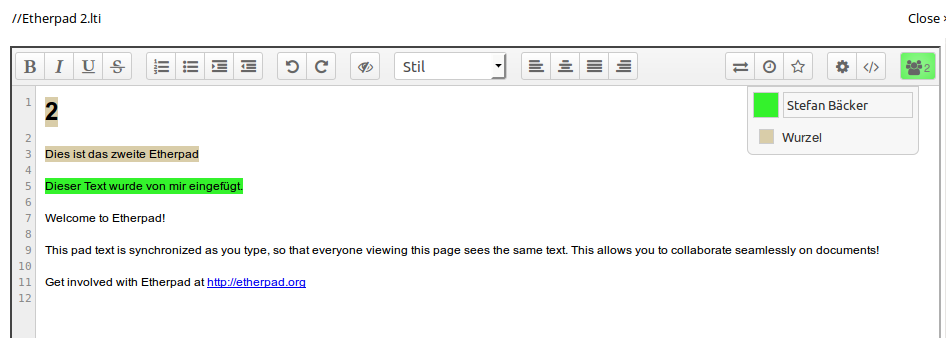 //Etherpad 2.lti
Close ×
B I U S Stil 2
Stefan Bäcker
Wurzel
1 2
2
3 Dies ist das zweite Etherpad
4
5 Dieser Text wurde von mir eingefügt.
6
7 Welcome to Etherpad!
8
9 This pad text is synchronized as you type, so that everyone viewing this page sees the same text. This allows you to collaborate seamlessly on documents!
10
11 Get involved with Etherpad at http://etherpad.org
12